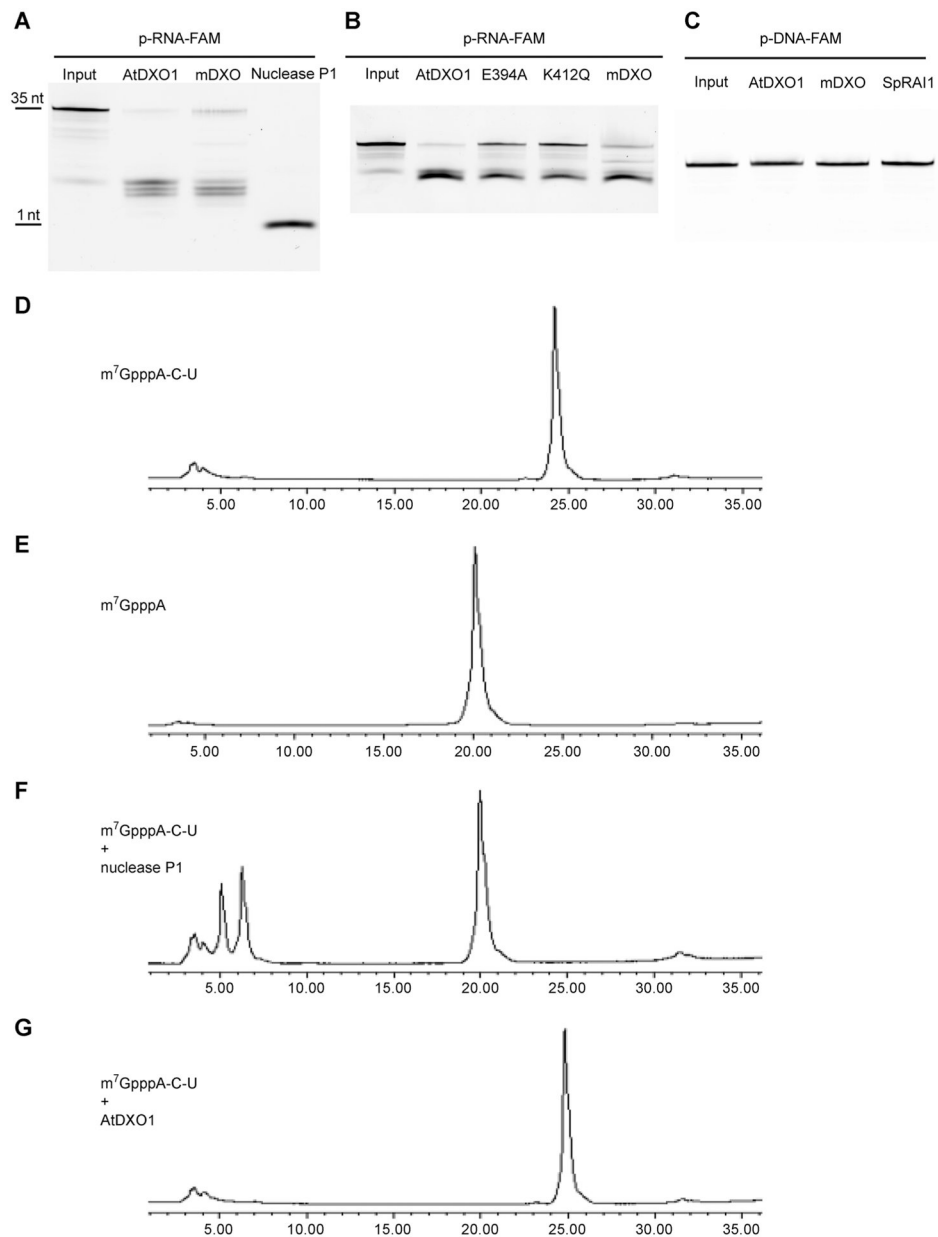 A
p-RNA-FAM
Input AtDXO1 mDXO Nuclease P1
35 nt
1 nt
B
p-RNA-FAM
Input AtDXO1 E394A K412Q mDXO
C
p-DNA-FAM
Input AtDXO1 mDXO SpRAI1
D
m⁷GpppA-C-U
5.00 10.00 15.00 20.00 25.00 30.00 35.00
E
m⁷GpppA
5.00 10.00 15.00 20.00 25.00 30.00 35.00
F
m⁷GpppA-C-U
+
nuclease P1
5.00 10.00 15.00 20.00 25.00 30.00 35.00
G
m⁷GpppA-C-U
+
AtDXO1
5.00 10.00 15.00 20.00 25.00 30.00 35.00